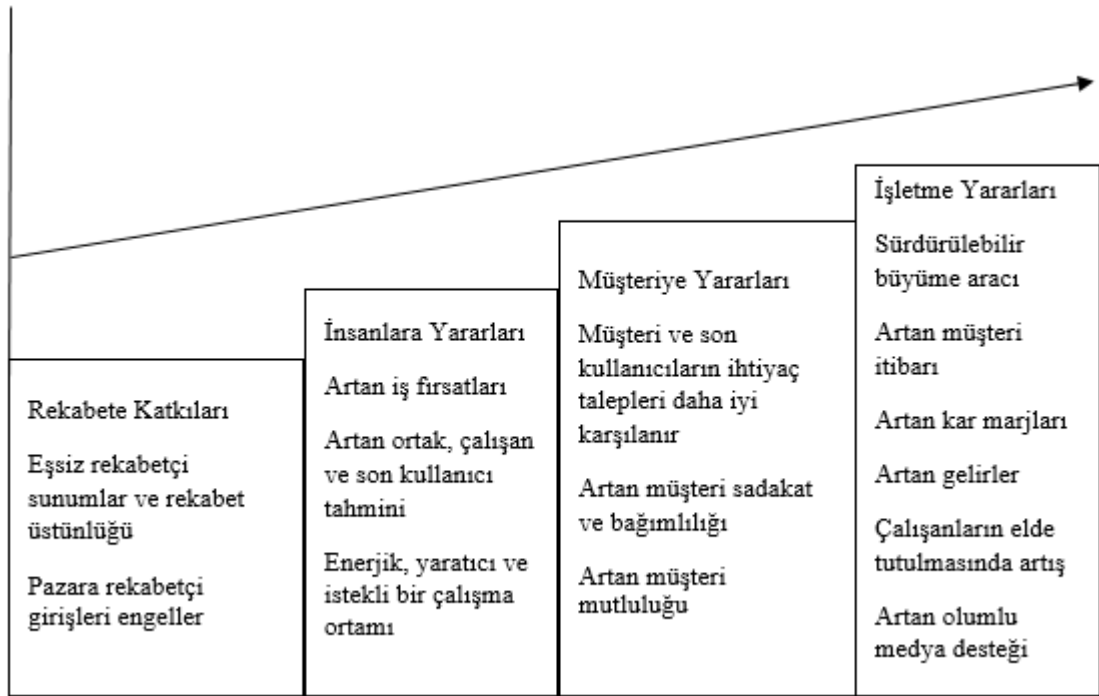 Rekabete Katkıları
Eşsiz rekabetçi
sunumlar ve rekabet
üstünlüğü
Pazara rekabetçi
girişleri engeller
İnsanlara Yararları
Artan iş fırsatları
Artan ortak, çalışan
ve son kullanıcı
tahmini
Enerjik, yaratıcı ve
istekli bir çalışma
ortamı
Müşteriye Yararları
Müşteri ve son
kullanıcıların ihtiyaç
talepleri daha iyi
karşılanır
Artan müşteri sadakat
ve bağımlılığı
Artan müşteri
mutluluğu
İşletme Yararları
Sürdürülebilir
büyüme aracı
Artan müşteri
itibarı
Artan kar marjları
Artan gelirler
Çalışanların elde
tutulmasında artış
Artan olumlu
medya desteği